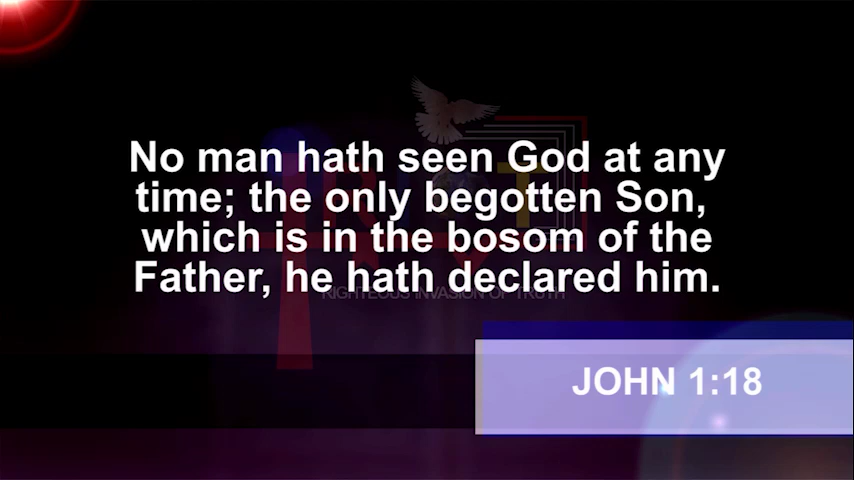 No man hath seen God at any
time; the only begotten Son,
which is in the bosom of the
Father, he hath declared him.
RIGHTEOUS INVASION OF TRUTH
JOHN 1:18